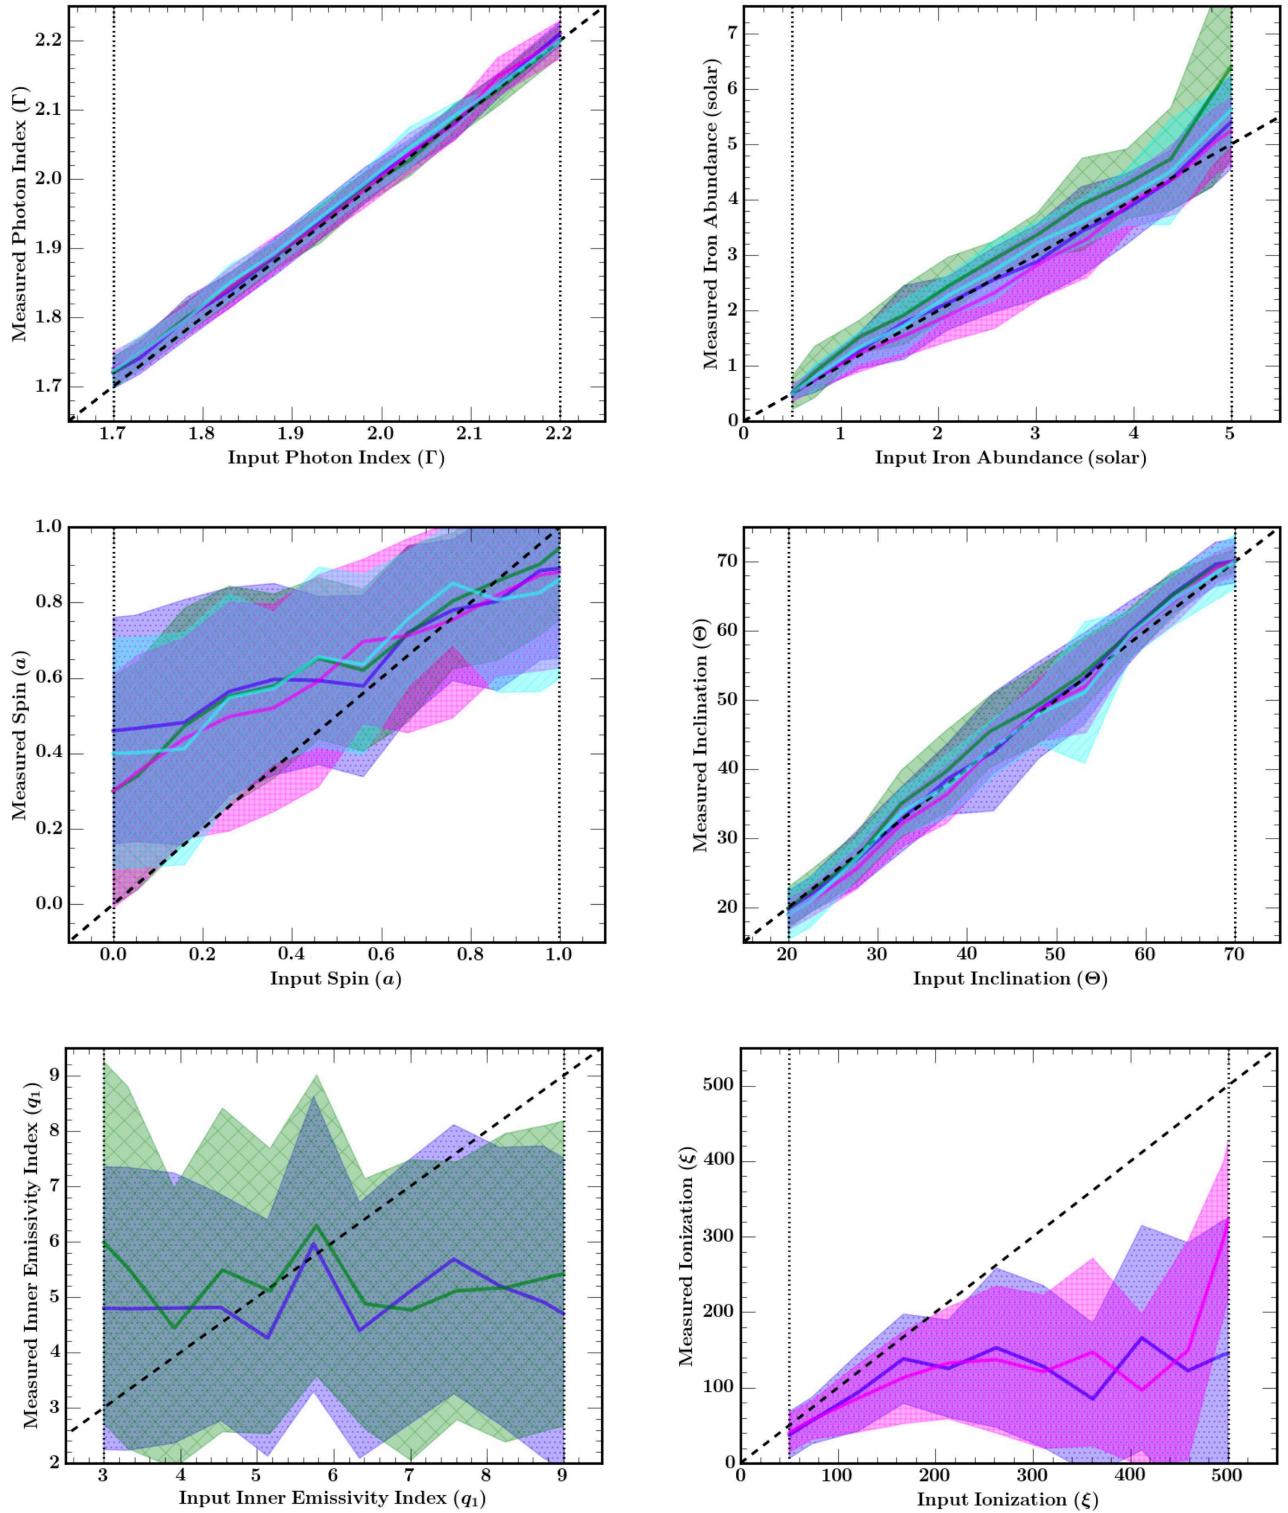 2.2
2.1
2.0
1.9
1.8
1.7
Measured Photon Index (Γ)
1.7 1.8 1.9 2.0 2.1 2.2
Input Photon Index (Γ)
7
6
5
4
3
2
1
0
Measured Iron Abundance (solar)
0 1 2 3 4 5
Input Iron Abundance (solar)
1.0
0.8
0.6
0.4
0.2
0.0
Measured Spin (a)
0.0 0.2 0.4 0.6 0.8 1.0
Input Spin (a)
70
60
50
40
30
20
Measured Inclination (Θ)
20 30 40 50 60 70
Input Inclination (Θ)
9
8
7
6
5
4
3
2
Measured Inner Emissivity Index (q₁)
3 4 5 6 7 8 9
Input Inner Emissivity Index (q₁)
500
400
300
200
100
0
Measured Ionization (ξ)
0 100 200 300 400 500
Input Ionization (ξ)